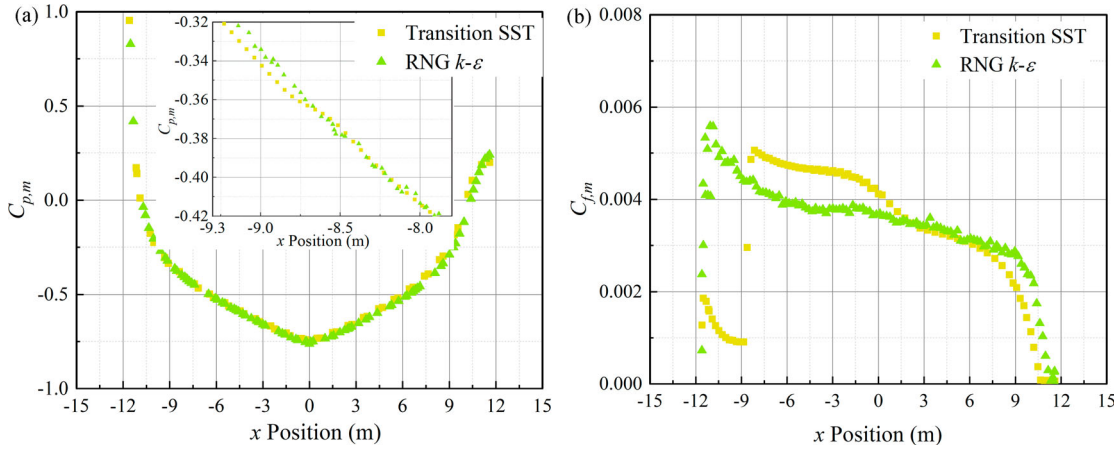 (a)
Transition SST
RNG k-ε
C_{p,m}
1.0
0.5
0.0
-0.5
-1.0
-15 -12 -9 -6 -3 0 3 6 9 12 15
x Position (m)
C_{p,m}
-0.32
-0.34
-0.36
-0.38
-0.40
-0.42
-9.3 -9.0 -8.5 -8.0
x Position (m)
(b)
Transition SST
RNG k-ε
C_{f,m}
0.008
0.006
0.004
0.002
0.000
-15 -12 -9 -6 -3 0 3 6 9 12 15
x Position (m)